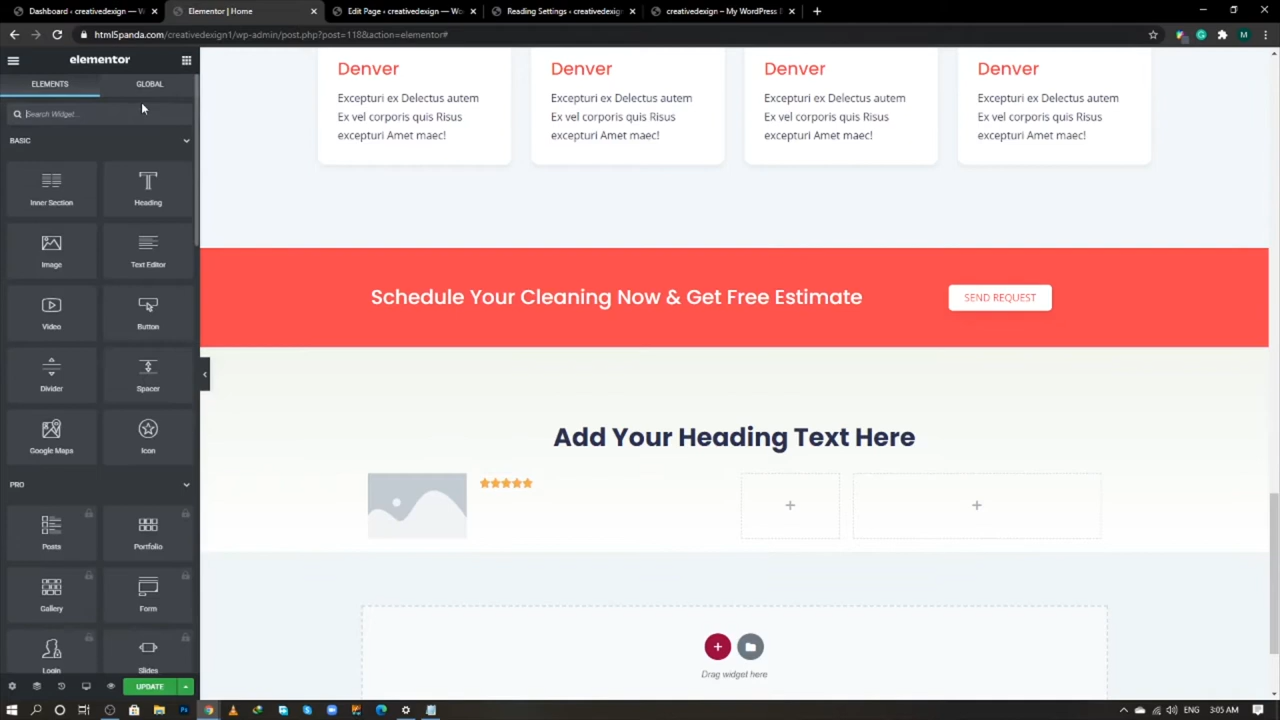 Dashboard ‹ creativedesign — W
Elementor | Home
Edit Page ‹ creativedesign — Wo
Reading Settings ‹ creativedesig
creativedesign – My WordPress
html5panda.com/creativedesign1/wp-admin/post.php?post=118&action=elementor#
M
elementor
ELEMENTS
GLOBAL
Search Widget...
BASIC
Inner Section
Heading
Image
Text Editor
Video
Button
Divider
Spacer
Google Maps
Icon
PRO
Posts
Portfolio
Gallery
Form
Login
Slides
UPDATE
Denver
Excepturi ex Delectus autem
Ex vel corporis quis Risus
excepturi Amet maec!
Denver
Excepturi ex Delectus autem
Ex vel corporis quis Risus
excepturi Amet maec!
Denver
Excepturi ex Delectus autem
Ex vel corporis quis Risus
excepturi Amet maec!
Denver
Excepturi ex Delectus autem
Ex vel corporis quis Risus
excepturi Amet maec!
Schedule Your Cleaning Now & Get Free Estimate
SEND REQUEST
Add Your Heading Text Here
Drag widget here
ENG
3:05 AM